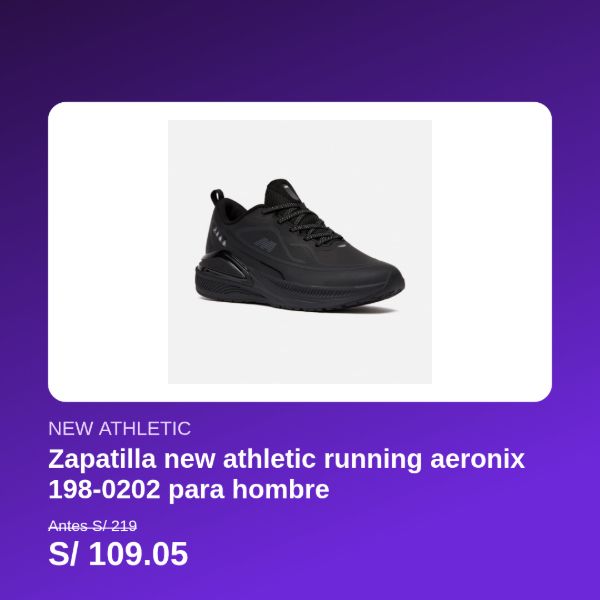 NEW ATHLETIC
Zapatilla new athletic running aeronix
198-0202 para hombre
Antes S/ 219
S/ 109.05